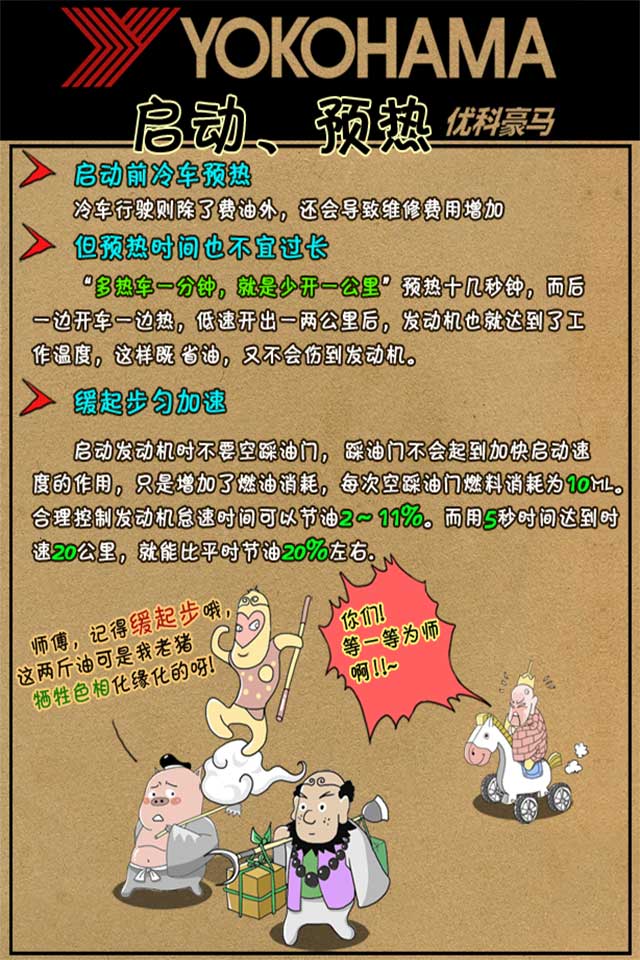 YOKOHAMA
启动、预热 优科豪马
启动前冷车预热
冷车行驶则除了费油外，还会导致维修费用增加
但预热时间也不宜过长
“多热车一分钟，就是少开一公里”预热十几秒钟，而后
一边开车一边热，低速开出一两公里后，发动机也就达到了工
作温度，这样既 省油，又不会伤到发动机。
缓起步匀加速
启动发动机时不要空踩油门， 踩油门不会起到加快启动速
度的作用，只是增加了燃油消耗，每次空踩油门燃料消耗为10ML。
合理控制发动机怠速时间可以节油2~11%。而用5秒时间达到时
速20公里，就能比平时节油20%左右.
师傅，记得缓起步哦，
这两斤油可是我老猪
牺牲色相化缘化的呀!
你们!
等一等为师
啊!!~